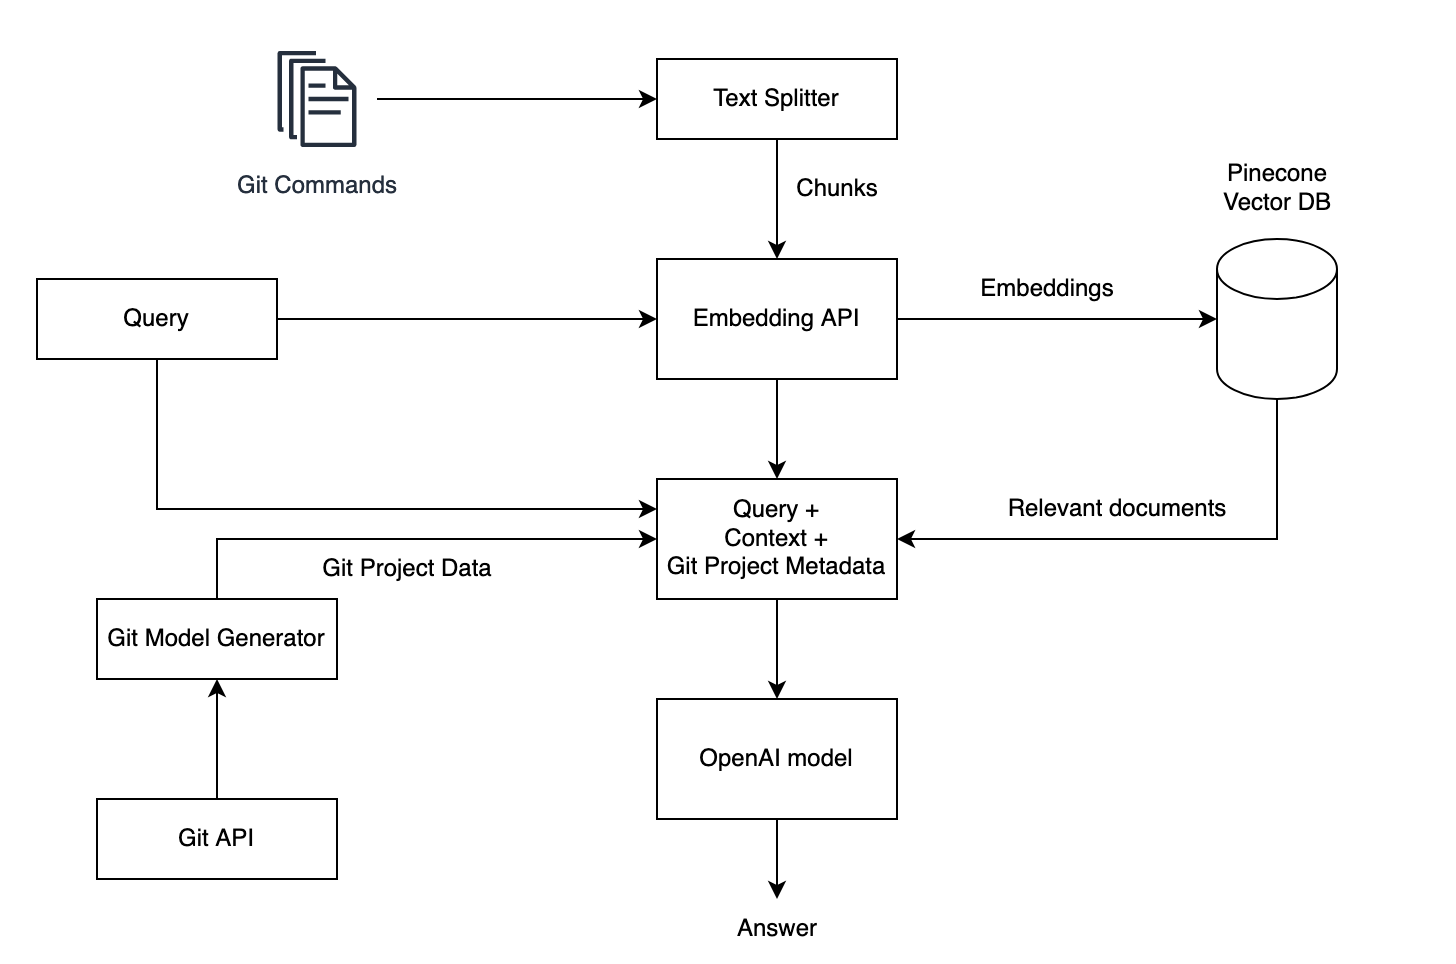 Text Splitter
Git Commands
Chunks
Pinecone
Vector DB
Query
Embedding API
Embeddings
Query +
Context +
Git Project Metadata
Relevant documents
Git Project Data
Git Model Generator
OpenAI model
Git API
Answer